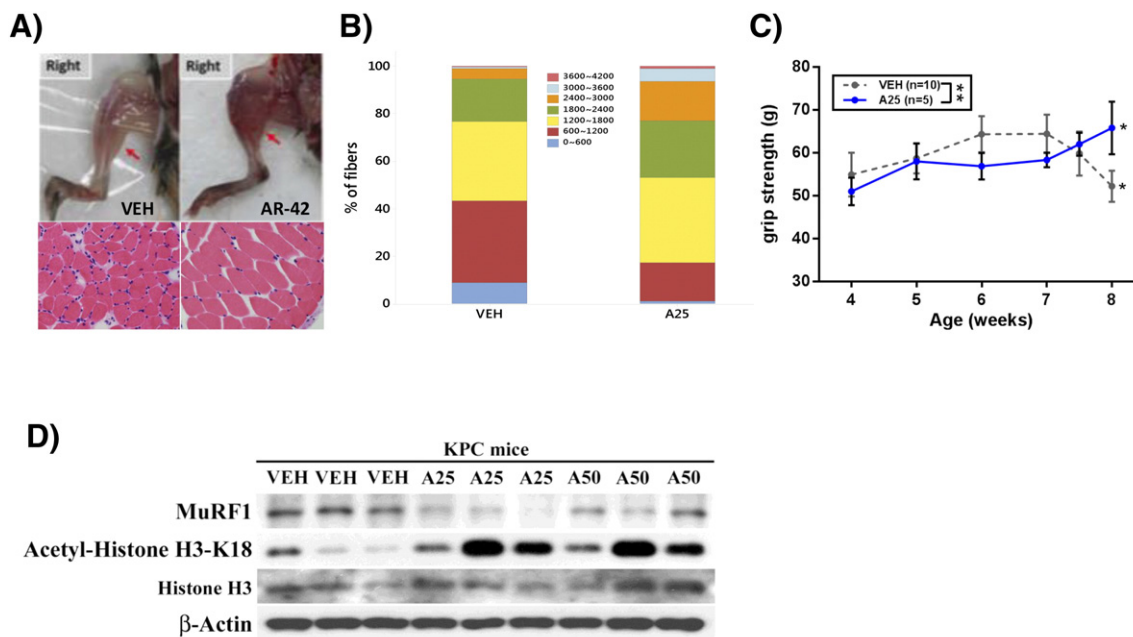 A)
Right
Right
VEH
AR-42
B)
% of fibers
100
80
60
40
20
0
3600~4200
3000~3600
2400~3000
1800~2400
1200~1800
600~1200
0~600
VEH
A25
C)
grip strength (g)
80
70
60
50
40
30
VEH (n=10)
A25 (n=5)
**
*
*
4 5 6 7 8
Age (weeks)
D)
KPC mice
VEH VEH VEH A25 A25 A25 A50 A50 A50
MuRF1
Acetyl-Histone H3-K18
Histone H3
β-Actin